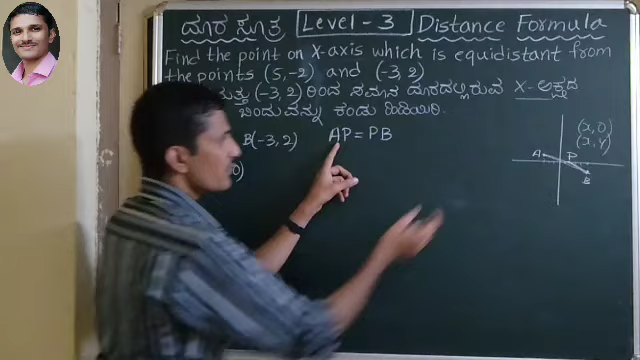 ದೂರ ಸೂತ್ರ Level - 3 Distance Formula
Find the point on X-axis which is equidistant from
the points (5,-2) and (-3,2)
ಮತ್ತು (-3,2) ರಿಂದ ಸಮಾನ ದೂರದಲ್ಲಿರುವ X-ಅಕ್ಷದ
ಬಿಂದುವನ್ನು ಕಂಡು ಹಿಡಿಯಿರಿ.
B(-3,2) AP = PB
0)
(x,0)
(x,y)
A P
B